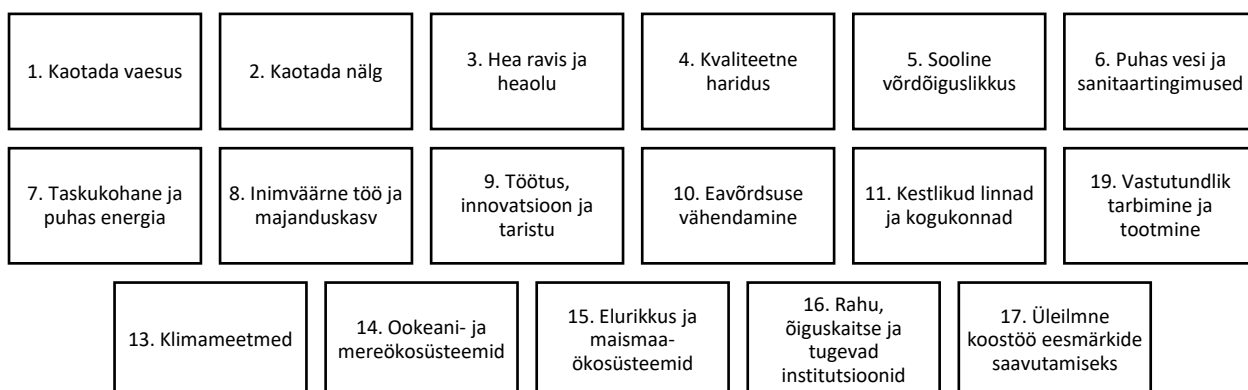 1. Kaotada vaesus
2. Kaotada nälg
3. Hea ravis ja
heaolu
4. Kvaliteetne
haridus
5. Sooline
võrdõiguslikkus
6. Puhas vesi ja
sanitaartingimused
7. Taskukohane ja
puhas energia
8. Inimväärne töö ja
majanduskasv
9. Töötus,
innovatsioon ja
taristu
10. Eavõrdsuse
vähendamine
11. Kestlikud linnad
ja kogukonnad
19. Vastutundlik
tarbimine ja
tootmine
13. Klimameetmed
14. Ookeani- ja
mereökosüsteemid
15. Elurikkus ja
maismaa-
ökosüsteemid
16. Rahu,
õiguskaitse ja
tugevad
institutsioonid
17. Üleilmne
koostöö eesmärkide
saavutamiseks